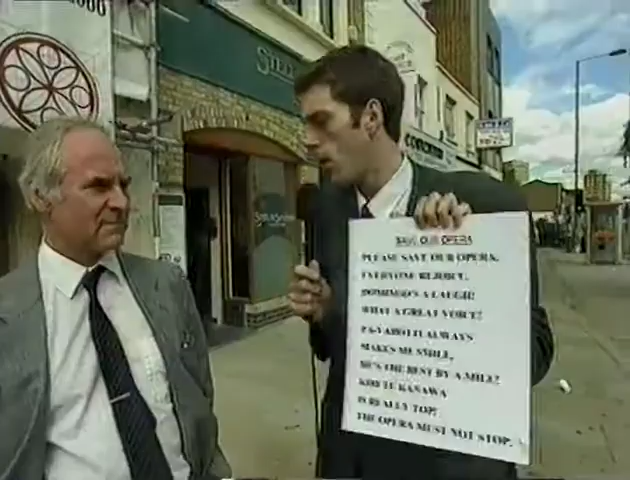 SAVE OUR OPERA
PLEASE SAVE OUR OPERA.
EVERYONE REJOICE.
DOMINGO'S A LAUGH!
WHAT A GREAT VOICE!
PAVAROTTI ALWAYS
MAKES ME SMILE,
HE'S THE BEST BY A MILE!
KIRI TE KANAWA
IS REALLY TOP!
THE OPERA MUST NOT STOP.